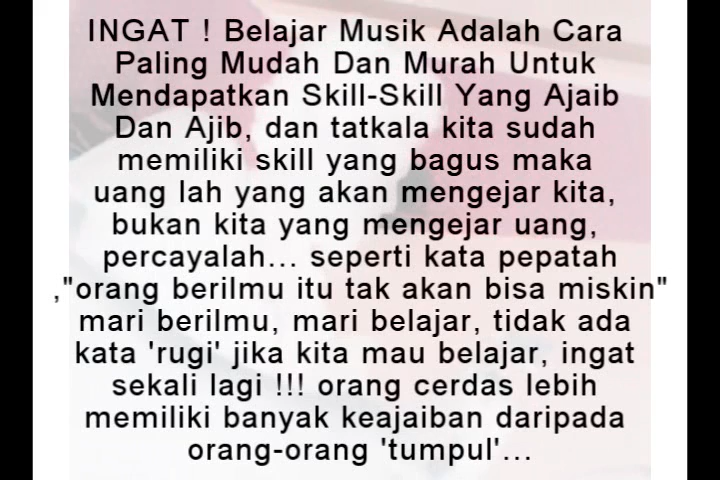 INGAT ! Belajar Musik Adalah Cara
Paling Mudah Dan Murah Untuk
Mendapatkan Skill-Skill Yang Ajaib
Dan Ajib, dan tatkala kita sudah
memiliki skill yang bagus maka
uang lah yang akan mengejar kita,
bukan kita yang mengejar uang,
percayalah... seperti kata pepatah
,"orang berilmu itu tak akan bisa miskin"
mari berilmu, mari belajar, tidak ada
kata 'rugi' jika kita mau belajar, ingat
sekali lagi !!! orang cerdas lebih
memiliki banyak keajaiban daripada
orang-orang 'tumpul'...